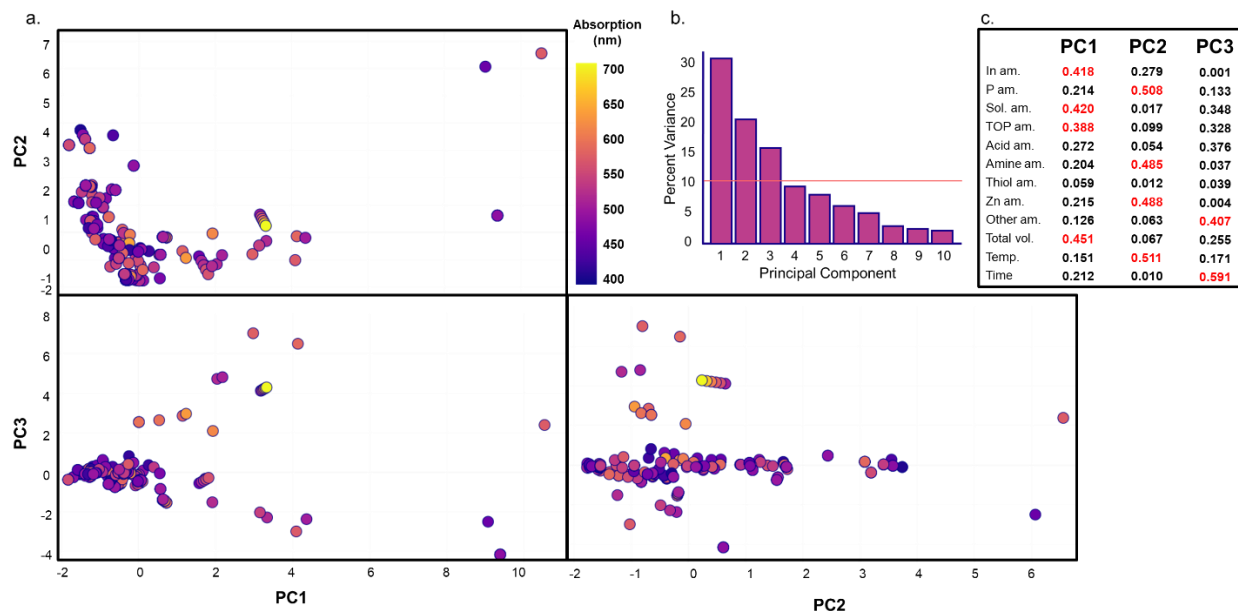 a.
Absorption
(nm)
700
650
600
550
500
450
400
PC2
7
6
5
4
3
2
1
0
-1
-2
b.
Percent Variance
30
20
10
0
1 2 3 4 5 6 7 8 9 10
Principal Component
c.
PC1 PC2 PC3
In am. 0.418 0.279 0.001
P am. 0.214 0.508 0.133
Sol. am. 0.420 0.017 0.348
TOP am. 0.388 0.099 0.328
Acid am. 0.272 0.054 0.376
Amine am. 0.204 0.485 0.037
Thiol am. 0.059 0.012 0.039
Zn am. 0.215 0.488 0.004
Other am. 0.126 0.063 0.407
Total vol. 0.451 0.067 0.255
Temp. 0.151 0.511 0.171
Time 0.212 0.010 0.591
PC3
8
6
4
2
0
-2
-4
-2 0 2 4 6 8 10
PC1
-2 -1 0 1 2 3 4 5 6
PC2